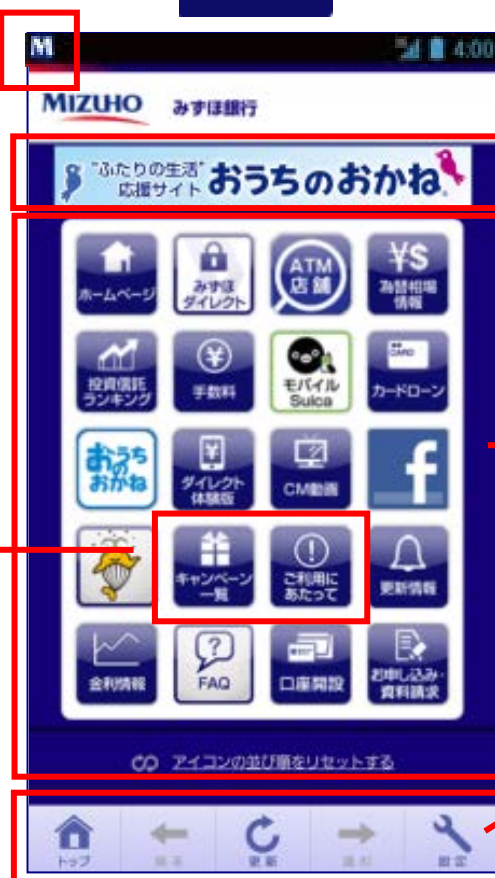 M
4:00
MIZUHO みずほ銀行
"ふたりの生活"
応援サイト おうちのおかね
ホームページ
みずほ
ダイレクト
ATM
店舗
¥$
為替相場
情報
投資信託
ランキング
¥
手数料
モバイル
Suica
CARD
カードローン
おうち
の
おかね
¥
ダイレクト
体験版
CM動画
f
キャンペーン
一覧
!
ご利用に
あたって
更新情報
金利情報
?
FAQ
口座開設
お申し込み・
資料請求
アイコンの並び順をリセットする
トップ
更新
設定